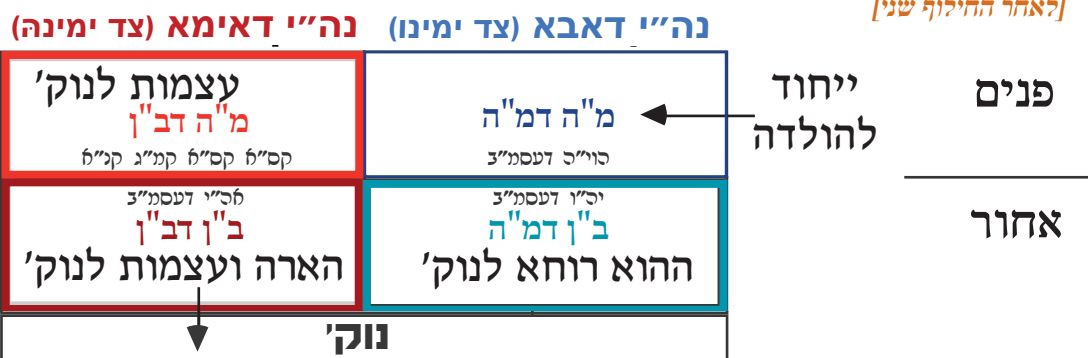 [לאחר החילוף שני]
נה״י דאבא (צד ימינו)
נה״י דאימא (צד ימינה)
פנים
ייחוד
להולדה
מ"ה דמ"ה
הוי״ה דעסמ״ב
עצמות לנוק׳
מ"ה דב"ן
קס״א קס״א קמ״ג קנ״א
אחור
יה״ו דעסמ״ב
ב"ן דמ"ה
ההוא רוחא לנוק׳
אה״י דעסמ״ב
ב"ן דב"ן
הארה ועצמות לנוק׳
נוק׳